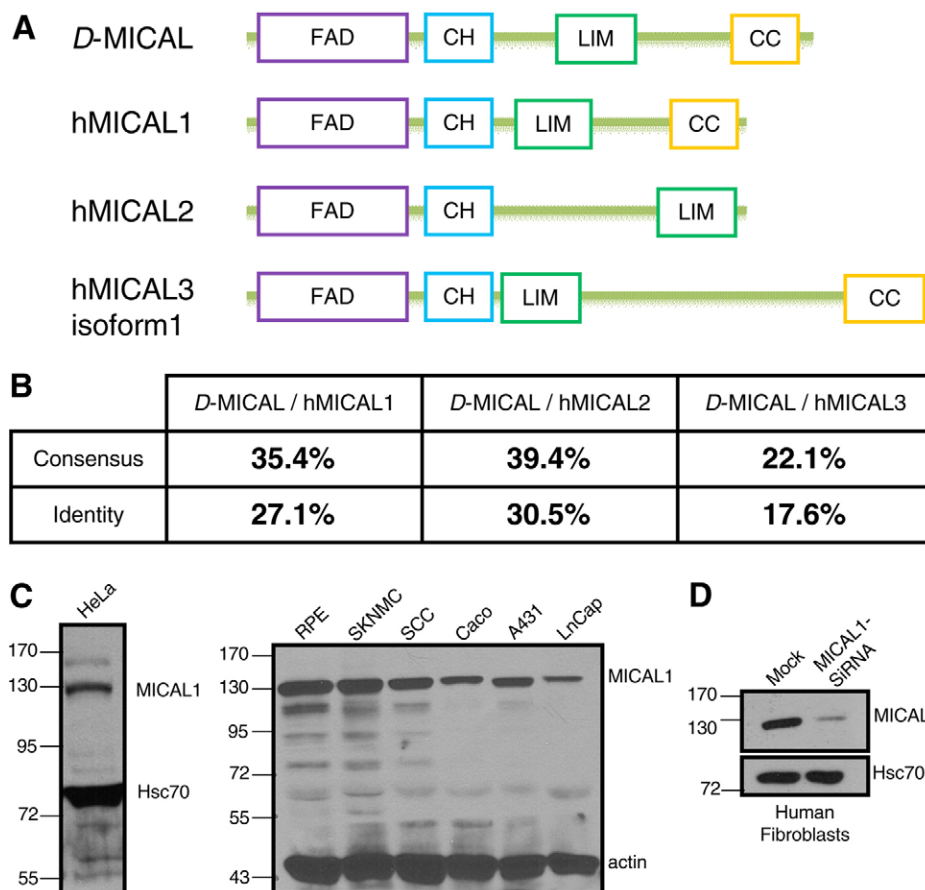 A
D-MICAL FAD CH LIM CC
hMICAL1 FAD CH LIM CC
hMICAL2 FAD CH LIM
hMICAL3
isoform1 FAD CH LIM CC
B
D-MICAL / hMICAL1 D-MICAL / hMICAL2 D-MICAL / hMICAL3
Consensus 35.4% 39.4% 22.1%
Identity 27.1% 30.5% 17.6%
C
HeLa
170
130 MICAL1
95
Hsc70
72
55
RPE SKNMC SCC Caco A431 LnCap
170
130 MICAL1
95
72
55
43 actin
D
Mock MICAL1-
SiRNA
170
130 MICAL
72 Hsc70
Human
Fibroblasts